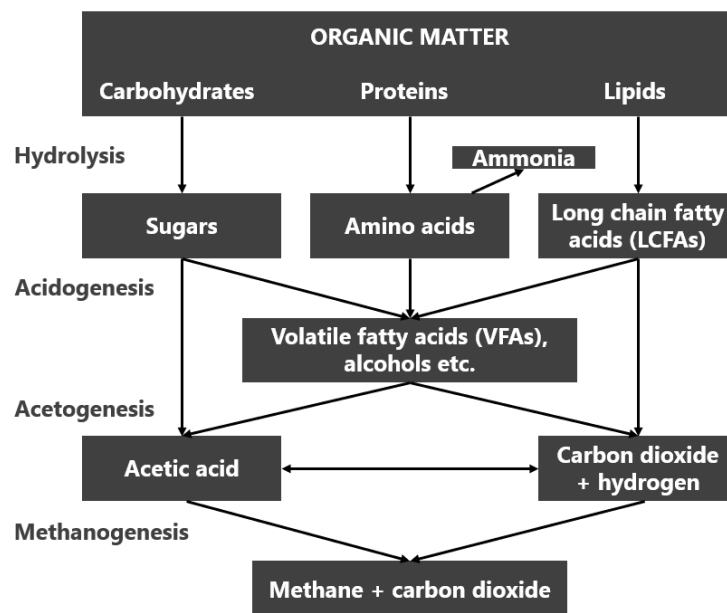 ORGANIC MATTER
Carbohydrates
Proteins
Lipids
Hydrolysis
Ammonia
Sugars
Amino acids
Long chain fatty
acids (LCFAs)
Acidogenesis
Volatile fatty acids (VFAs),
alcohols etc.
Acetogenesis
Acetic acid
Carbon dioxide
+ hydrogen
Methanogenesis
Methane + carbon dioxide